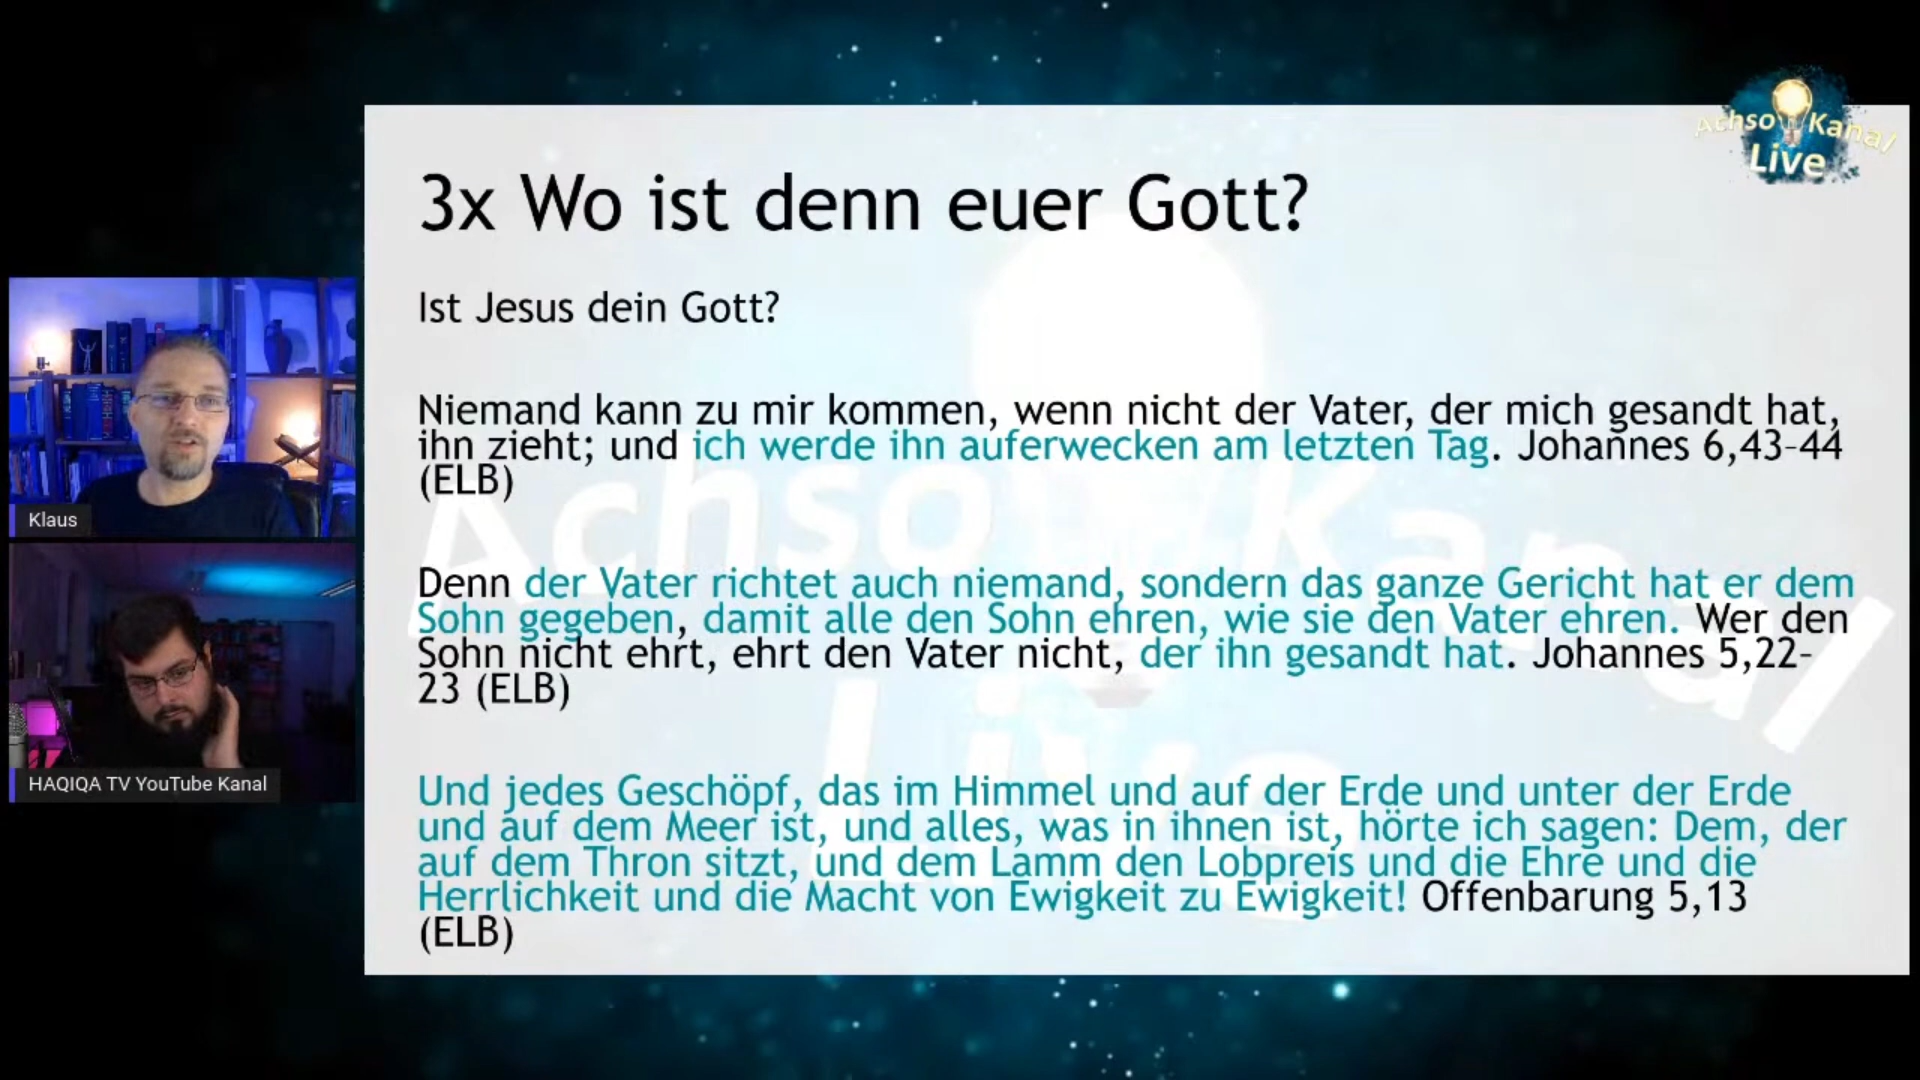 Achso Kanal
Live
3x Wo ist denn euer Gott?
Ist Jesus dein Gott?
Niemand kann zu mir kommen, wenn nicht der Vater, der mich gesandt hat,
ihn zieht; und ich werde ihn auferwecken am letzten Tag. Johannes 6,43-44
(ELB)
Denn der Vater richtet auch niemand, sondern das ganze Gericht hat er dem
Sohn gegeben, damit alle den Sohn ehren, wie sie den Vater ehren. Wer den
Sohn nicht ehrt, ehrt den Vater nicht, der ihn gesandt hat. Johannes 5,22-
23 (ELB)
Und jedes Geschöpf, das im Himmel und auf der Erde und unter der Erde
und auf dem Meer ist, und alles, was in ihnen ist, hörte ich sagen: Dem, der
auf dem Thron sitzt, und dem Lamm den Lobpreis und die Ehre und die
Herrlichkeit und die Macht von Ewigkeit zu Ewigkeit! Offenbarung 5,13
(ELB)
Achso Kanal
Live
Klaus
HAQIQA TV YouTube Kanal